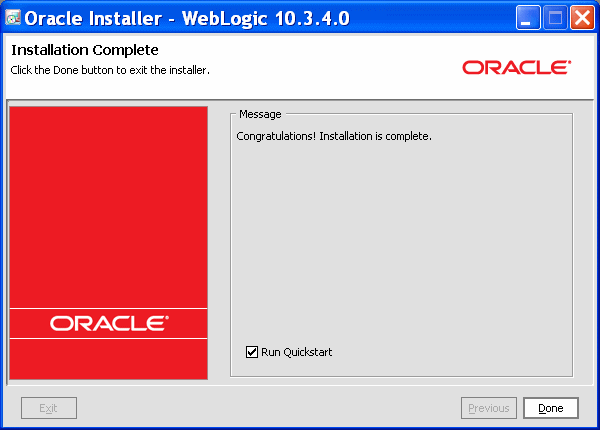 Oracle Installer - WebLogic 10.3.4.0
Installation Complete
Click the Done button to exit the installer.
ORACLE®
Message
Congratulations! Installation is complete.
ORACLE®
Run Quickstart
Exit
Previous
Done